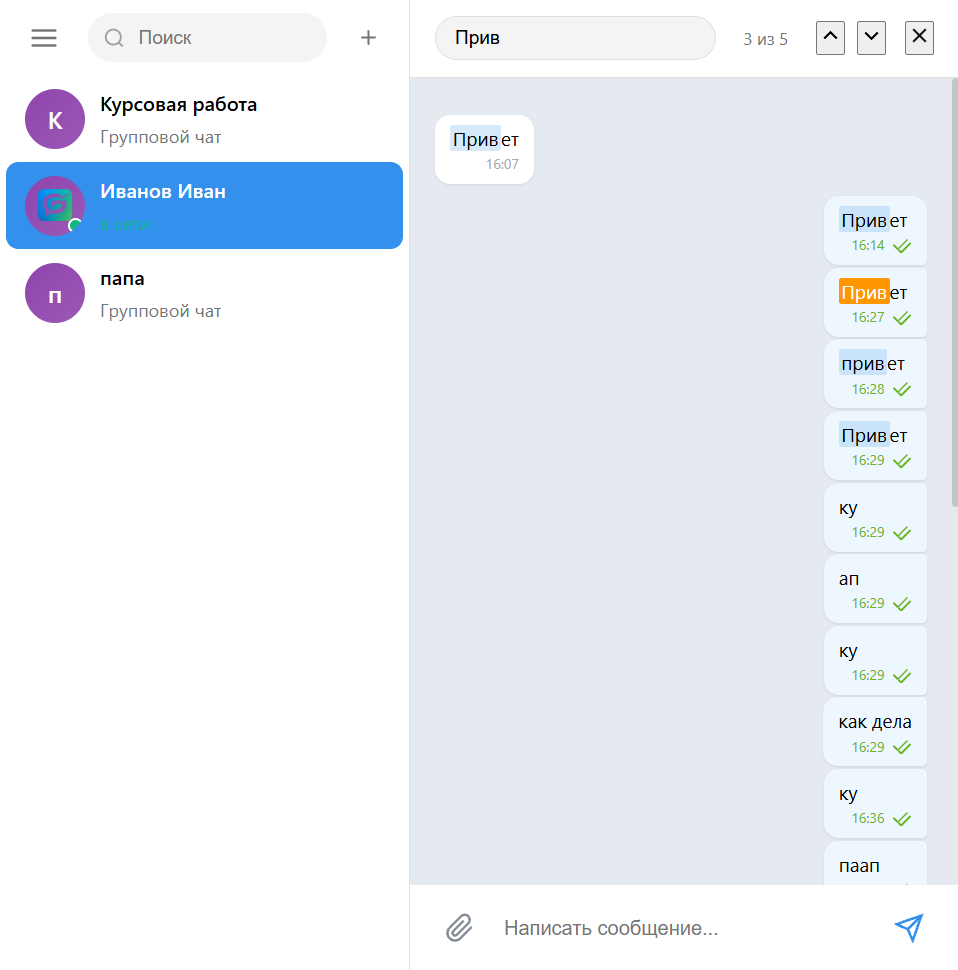 Поиск
К
Курсовая работа
Групповой чат
Иванов Иван
п
папа
Групповой чат
Прив
3 из 5
Привет
16:07
Привет
16:14
Привет
16:27
привет
16:28
Привет
16:29
ку
16:29
ап
16:29
ку
16:29
как дела
16:29
ку
16:36
паап
Написать сообщение...